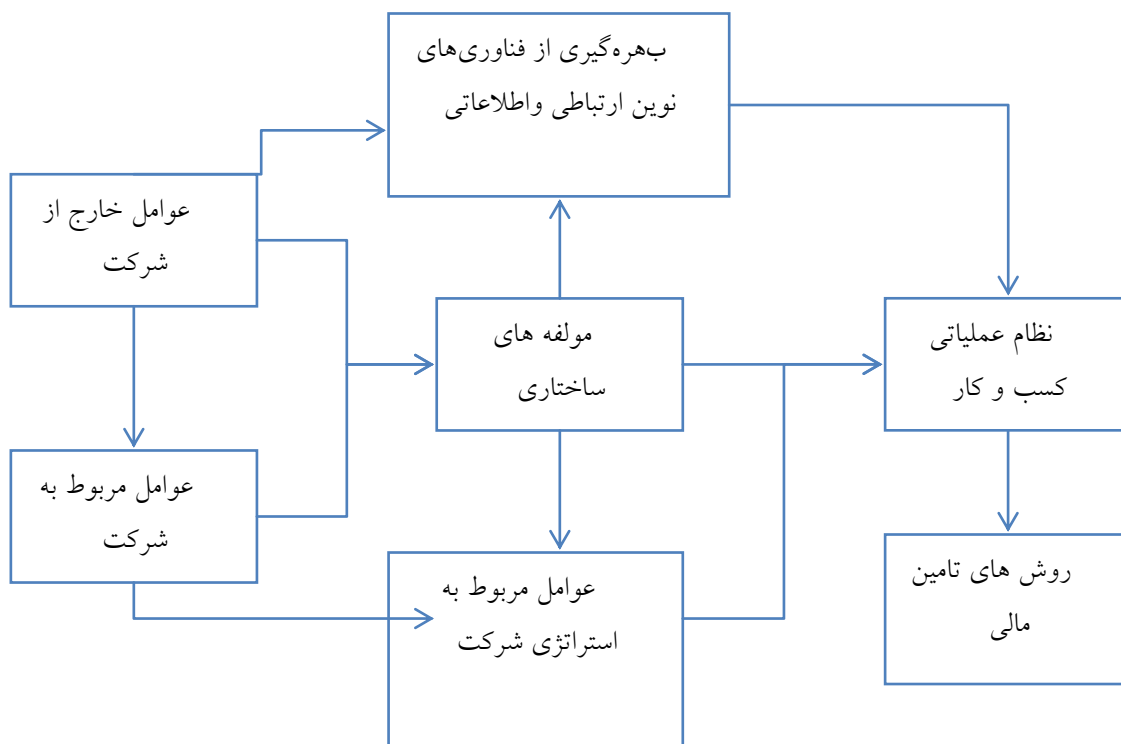 بهره‌گیری از فناوری‌های
نوین ارتباطی واطلاعاتی
عوامل خارج از
شرکت
مولفه های
ساختاری
نظام عملیاتی
کسب و کار
عوامل مربوط به
شرکت
عوامل مربوط به
استراتژی شرکت
روش های تامین
مالی